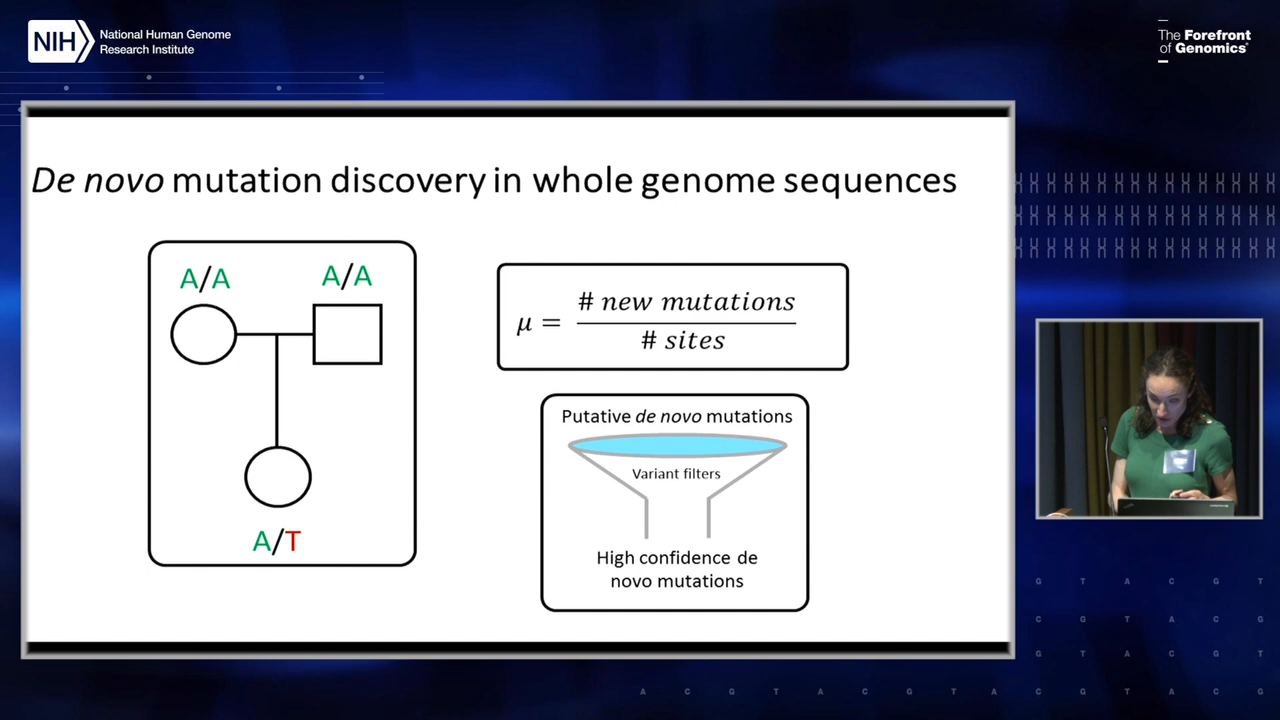 NIH National Human Genome
Research Institute
The Forefront
of Genomics®
De novo mutation discovery in whole genome sequences
A/A A/A
A/T
μ = # new mutations
# sites
Putative de novo mutations
Variant filters
High confidence de
novo mutations
G T A C G T
C G T A C G
G T A C G T
A C G T A C G T A C G T A C G